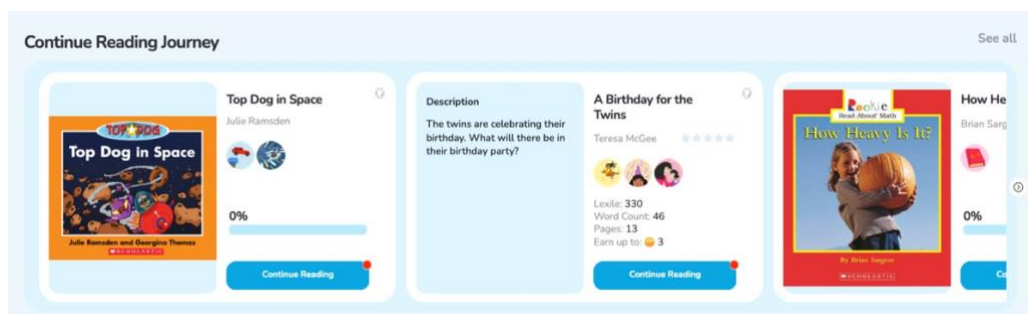 Continue Reading Journey
See all
TOP DOG
Top Dog in Space
Julie Ramsden and Georgina Thomas
SCHOLASTIC
Top Dog in Space
Julie Ramsden
0%
Continue Reading
Description
The twins are celebrating their
birthday. What will there be in
their birthday party?
A Birthday for the
Twins
Teresa McGee
Lexile: 330
Word Count: 46
Pages: 13
Earn up to: 3
Continue Reading
Rookie
Read-About Math
How Heavy Is It?
By Brian Sargent
SCHOLASTIC
How He
Brian Sarg
0%
Co